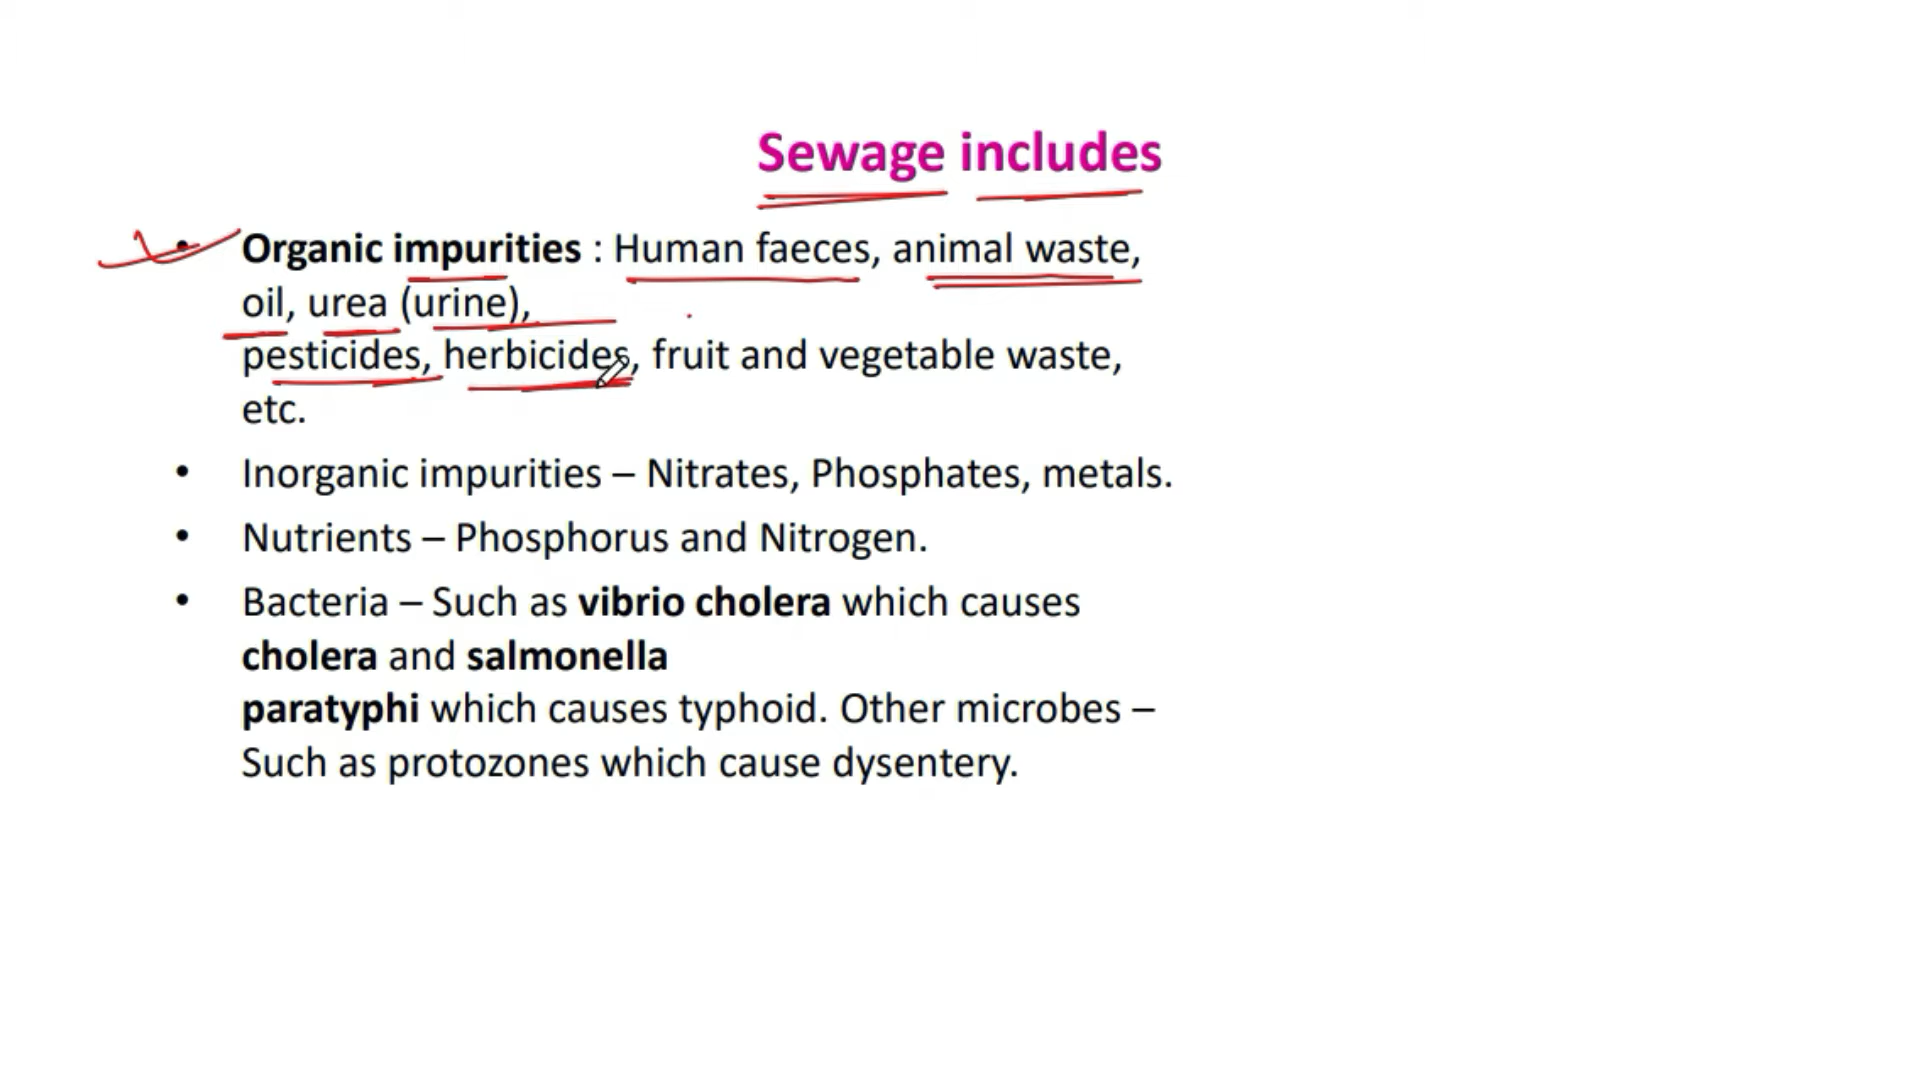 Sewage includes
• Organic impurities : Human faeces, animal waste,
oil, urea (urine),
pesticides, herbicides, fruit and vegetable waste,
etc.
• Inorganic impurities – Nitrates, Phosphates, metals.
• Nutrients – Phosphorus and Nitrogen.
• Bacteria – Such as vibrio cholera which causes
cholera and salmonella
paratyphi which causes typhoid. Other microbes –
Such as protozones which cause dysentery.